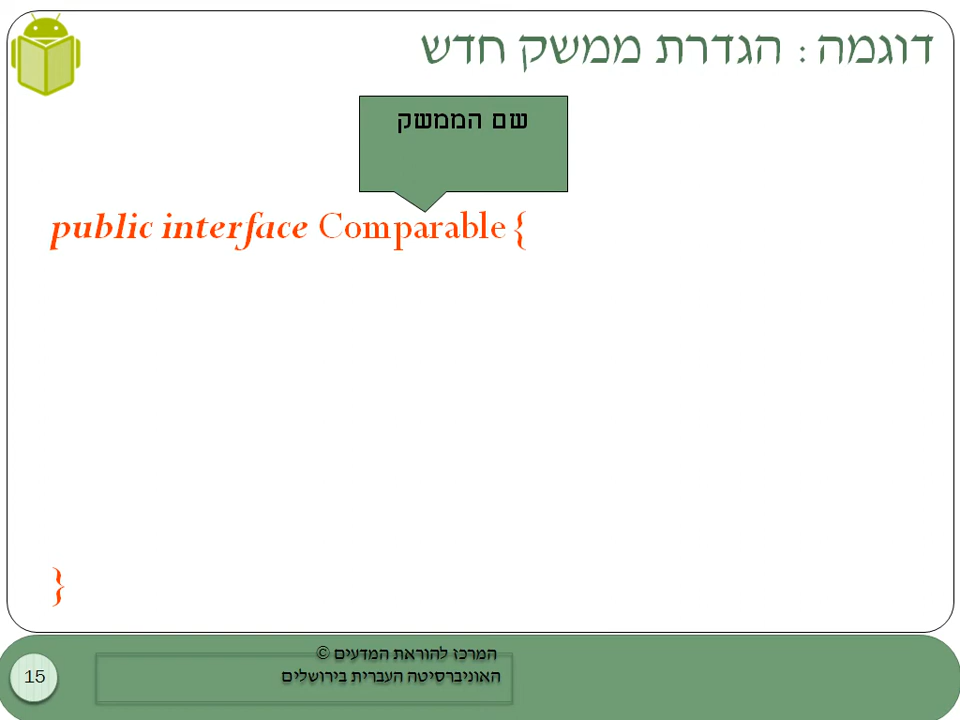 דוגמה: הגדרת ממשק חדש
שם הממשק
public interface Comparable {
}
המרכז להוראת המדעים ©
האוניברסיטה העברית בירושלים
15